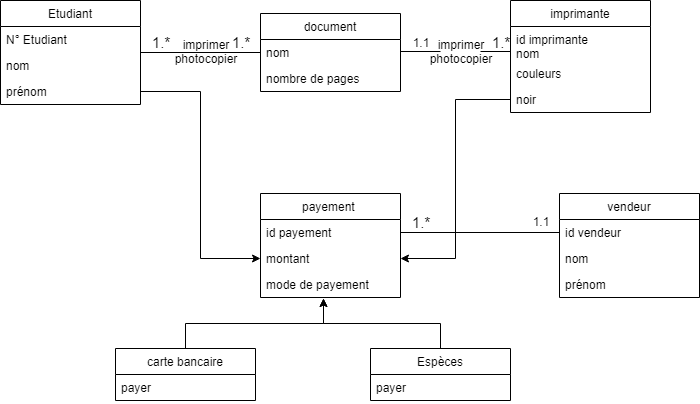 Etudiant
N° Etudiant
nom
prénom
1.*
imprimer
photocopier
1.*
document
nom
nombre de pages
1.1
imprimer
photocopier
1.*
imprimante
id imprimante
nom
couleurs
noir
payement
id payement
montant
mode de payement
1.*
1.1
vendeur
id vendeur
nom
prénom
carte bancaire
payer
Espèces
payer